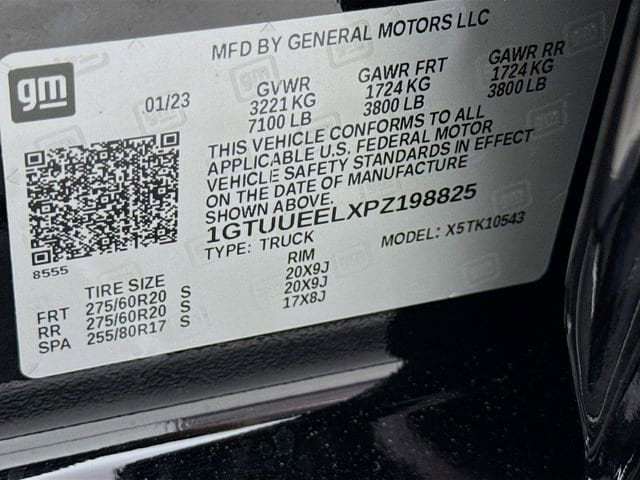 MFD BY GENERAL MOTORS LLC
gm
01/23
GVWR
3221 KG
7100 LB
GAWR FRT
1724 KG
3800 LB
GAWR RR
1724 KG
3800 LB
THIS VEHICLE CONFORMS TO ALL
APPLICABLE U.S. FEDERAL MOTOR
VEHICLE SAFETY STANDARDS IN EFFECT
ON THE DATE OF MANUFACTURE
SHOWN ABOVE.
1GTUUEELXPZ198825
TYPE: TRUCK
MODEL: X5TK10543
8555
TIRE SIZE RIM
FRT 275/60R20 S 20X9J
RR 275/60R20 S 20X9J
SPA 255/80R17 S 17X8J